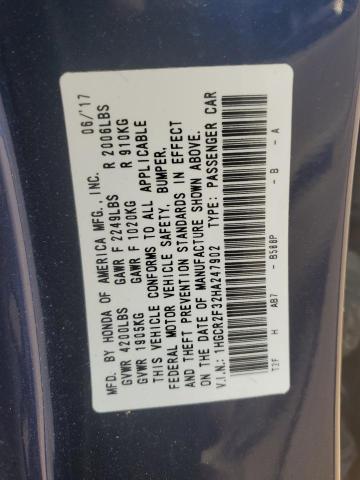 MFD. BY HONDA OF AMERICA MFG., INC. 06/'17
GVWR 4200LBS GAWR F 2249LBS R 2006LBS
GVWR 1905KG GAWR F 1020KG R 910KG
THIS VEHICLE CONFORMS TO ALL APPLICABLE
FEDERAL MOTOR VEHICLE SAFETY, BUMPER,
AND THEFT PREVENTION STANDARDS IN EFFECT
ON THE DATE OF MANUFACTURE SHOWN ABOVE.
V.I.N.: 1HGCR2F32HA247902 TYPE: PASSENGER CAR
T2F H AB7 - B588P - B - A